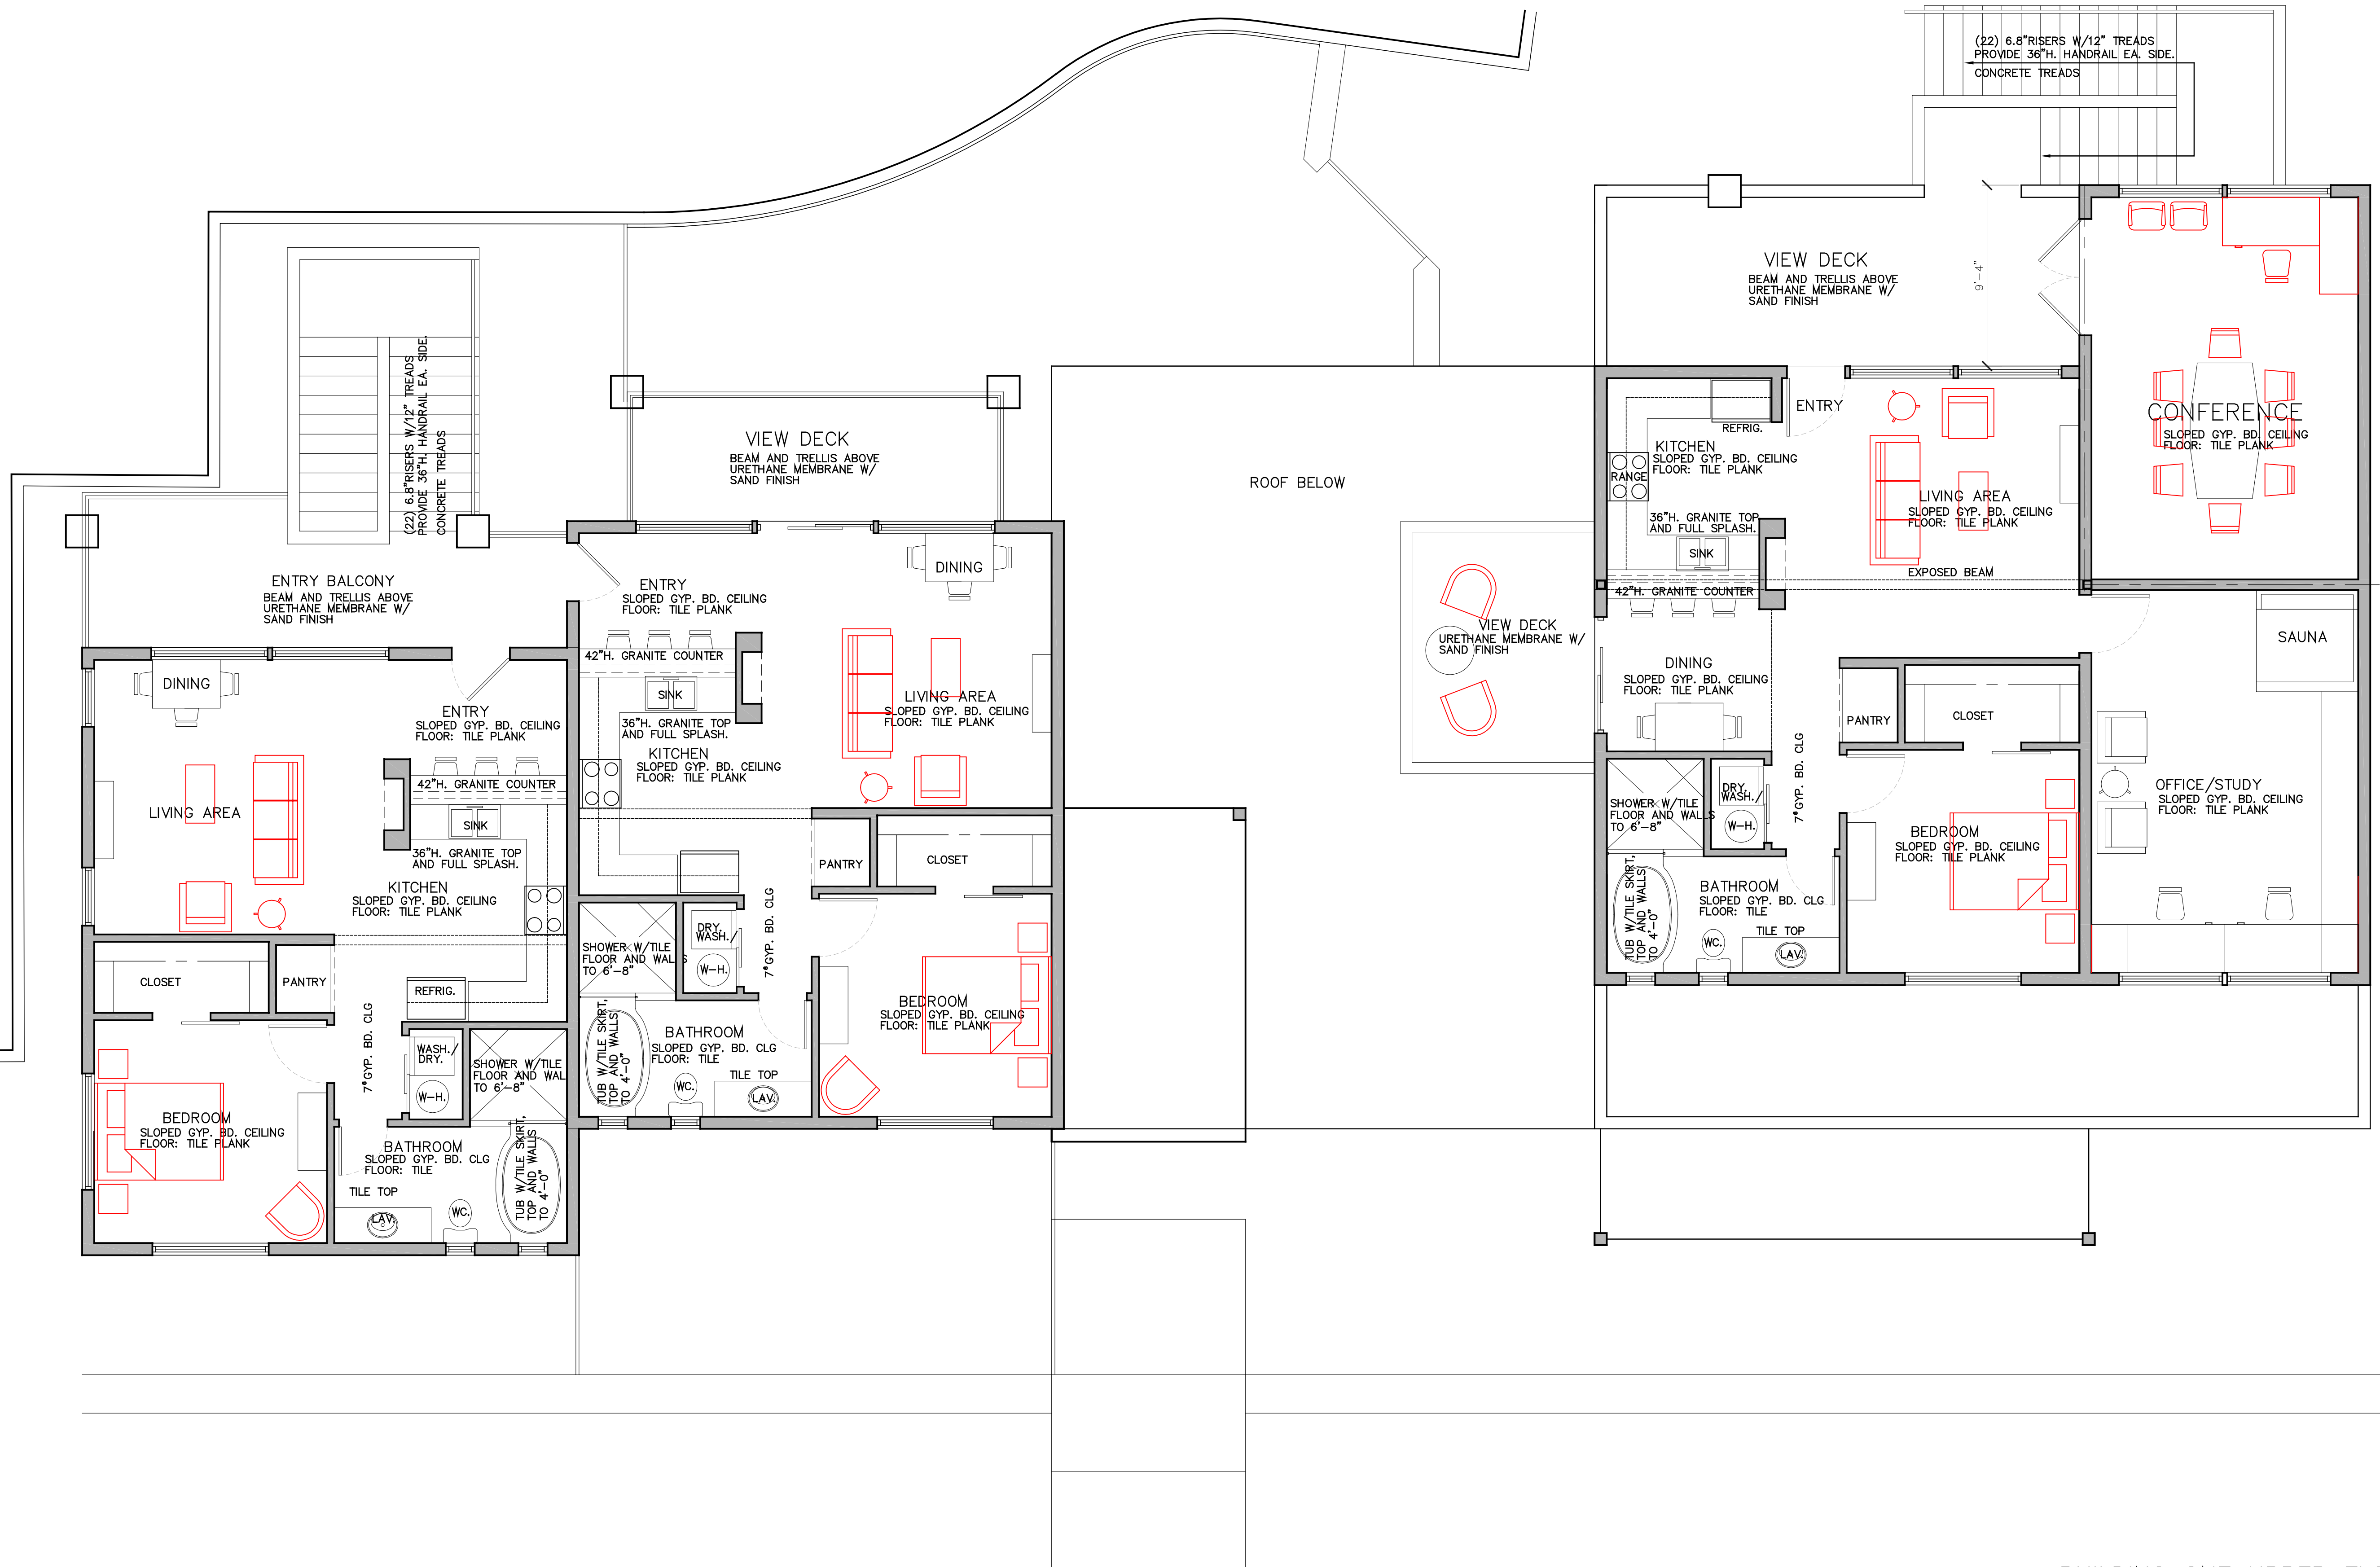 (22) 6.8"RISERS W/12" TREADS
PROVIDE 36"H. HANDRAIL EA. SIDE.
CONCRETE TREADS
(22) 6.8"RISERS W/12" TREADS
PROVIDE 36"H. HANDRAIL EA. SIDE.
CONCRETE TREADS
ENTRY BALCONY
BEAM AND TRELLIS ABOVE
URETHANE MEMBRANE W/
SAND FINISH
DINING
ENTRY
SLOPED GYP. BD. CEILING
FLOOR: TILE PLANK
42"H. GRANITE COUNTER
LIVING AREA
SINK
36"H. GRANITE TOP
AND FULL SPLASH.
KITCHEN
SLOPED GYP. BD. CEILING
FLOOR: TILE PLANK
CLOSET
PANTRY
REFRIG.
7⁶GYP. BD. CLG
WASH./
DRY.
W-H.
SHOWER W/TILE
FLOOR AND WAL
TO 6'-8"
BEDROOM
SLOPED GYP. BD. CEILING
FLOOR: TILE PLANK
BATHROOM
SLOPED GYP. BD. CLG
FLOOR: TILE
TILE TOP
LAV.
WC.
TUB W/TILE SKIRT,
TOP AND WALLS
TO 4'-0"
VIEW DECK
BEAM AND TRELLIS ABOVE
URETHANE MEMBRANE W/
SAND FINISH
ENTRY
SLOPED GYP. BD. CEILING
FLOOR: TILE PLANK
DINING
42"H. GRANITE COUNTER
SINK
36"H. GRANITE TOP
AND FULL SPLASH.
LIVING AREA
SLOPED GYP. BD. CEILING
FLOOR: TILE PLANK
KITCHEN
SLOPED GYP. BD. CEILING
FLOOR: TILE PLANK
PANTRY
CLOSET
7⁶GYP. BD. CLG
DRY.
WASH./
W-H.
SHOWER W/TILE
FLOOR AND WALLS
TO 6'-8"
TUB W/TILE SKIRT,
TOP AND WALLS
TO 4'-0"
BATHROOM
SLOPED GYP. BD. CLG
FLOOR: TILE
TILE TOP
WC.
LAV.
BEDROOM
SLOPED GYP. BD. CEILING
FLOOR: TILE PLANK
ROOF BELOW
VIEW DECK
URETHANE MEMBRANE W/
SAND FINISH
VIEW DECK
BEAM AND TRELLIS ABOVE
URETHANE MEMBRANE W/
SAND FINISH
9'-4"
ENTRY
REFRIG.
KITCHEN
SLOPED GYP. BD. CEILING
FLOOR: TILE PLANK
RANGE
36"H. GRANITE TOP
AND FULL SPLASH.
SINK
42"H. GRANITE COUNTER
LIVING AREA
SLOPED GYP. BD. CEILING
FLOOR: TILE PLANK
EXPOSED BEAM
CONFERENCE
SLOPED GYP. BD. CEILING
FLOOR: TILE PLANK
SAUNA
DINING
SLOPED GYP. BD. CEILING
FLOOR: TILE PLANK
PANTRY
CLOSET
7⁶GYP. BD. CLG
OFFICE/STUDY
SLOPED GYP. BD. CEILING
FLOOR: TILE PLANK
SHOWER W/TILE
FLOOR AND WALLS
TO 6'-8"
DRY.
WASH./
W-H.
BEDROOM
SLOPED GYP. BD. CEILING
FLOOR: TILE PLANK
TUB W/TILE SKIRT,
TOP AND WALLS
TO 4'-0"
BATHROOM
SLOPED GYP. BD. CLG
FLOOR: TILE
TILE TOP
WC.
LAV.